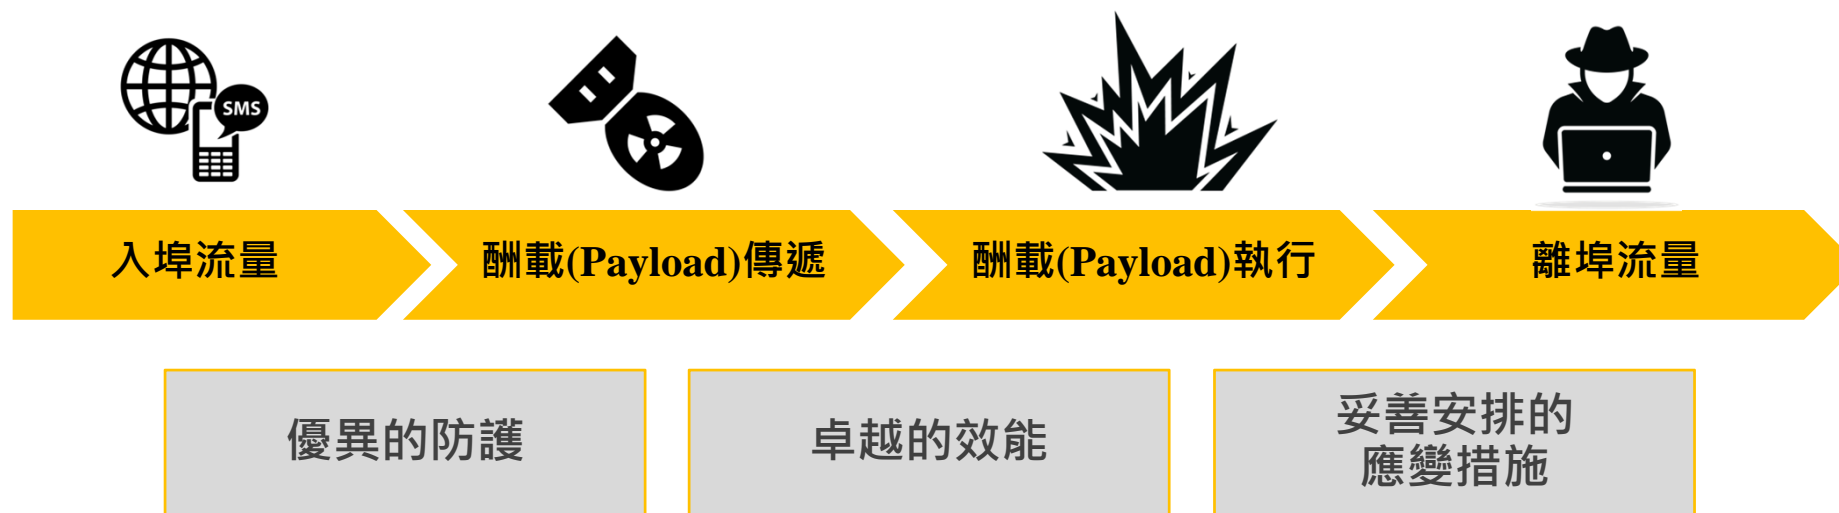 SMS
入埠流量
酬載(Payload)傳遞
酬載(Payload)執行
離埠流量
優異的防護
卓越的效能
妥善安排的
應變措施